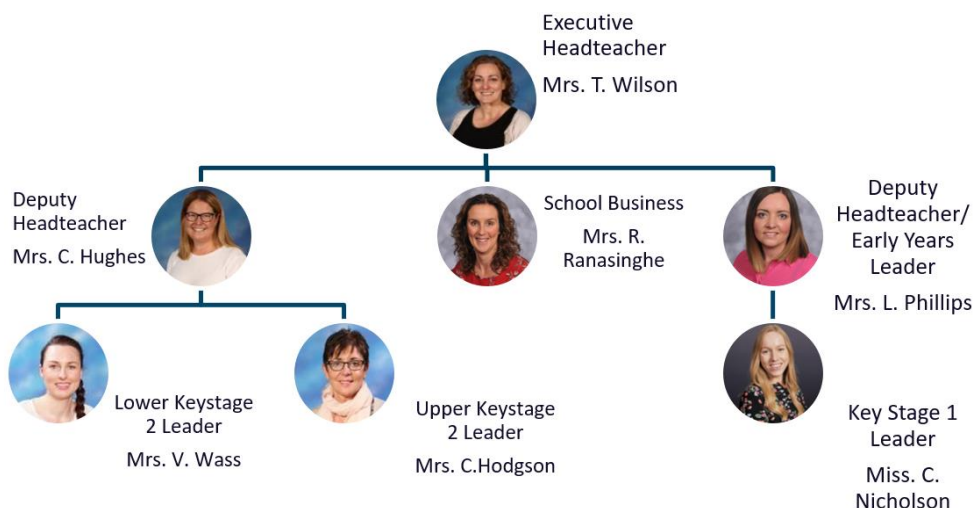 Executive
Headteacher
Mrs. T. Wilson
Deputy
Headteacher
Mrs. C. Hughes
School Business
Mrs. R.
Ranasinghe
Deputy
Headteacher/
Early Years
Leader
Mrs. L. Phillips
Lower Keystage
2 Leader
Mrs. V. Wass
Upper Keystage
2 Leader
Mrs. C.Hodgson
Key Stage 1
Leader
Miss. C.
Nicholson